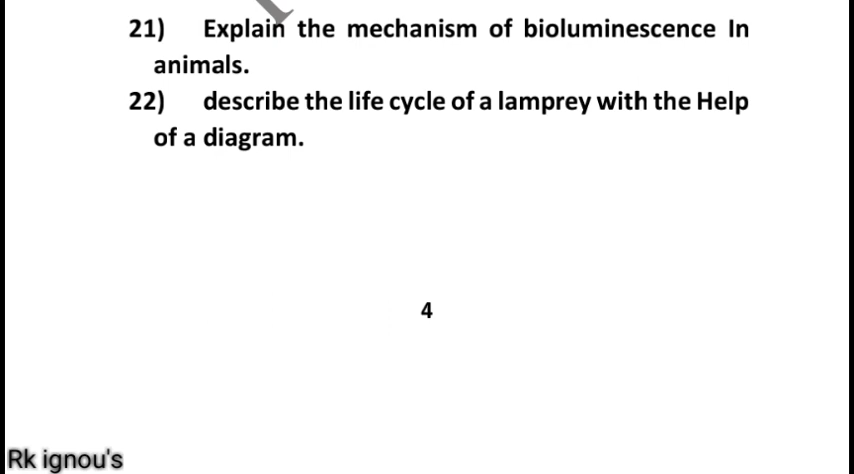 21) Explain the mechanism of bioluminescence In
animals.
22) describe the life cycle of a lamprey with the Help
of a diagram.
4
Rk ignou's